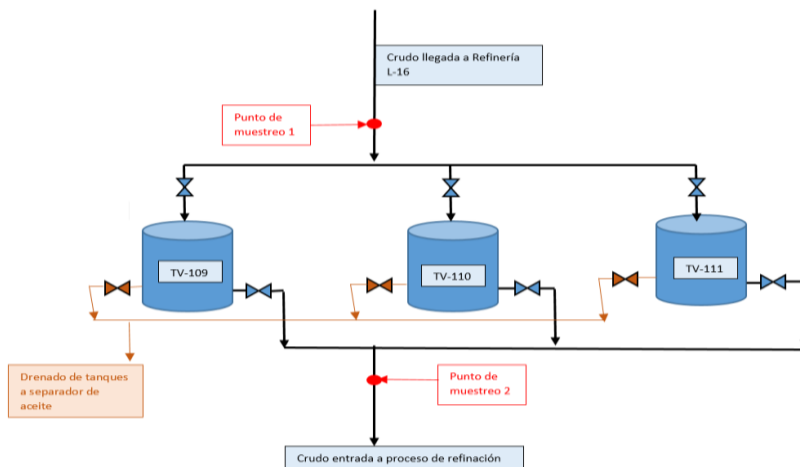 Crudo llegada a Refinería
L-16
Punto de
muestreo 1
TV-109
TV-110
TV-111
Drenado de tanques
a separador de
aceite
Punto de
muestreo 2
Crudo entrada a proceso de refinación